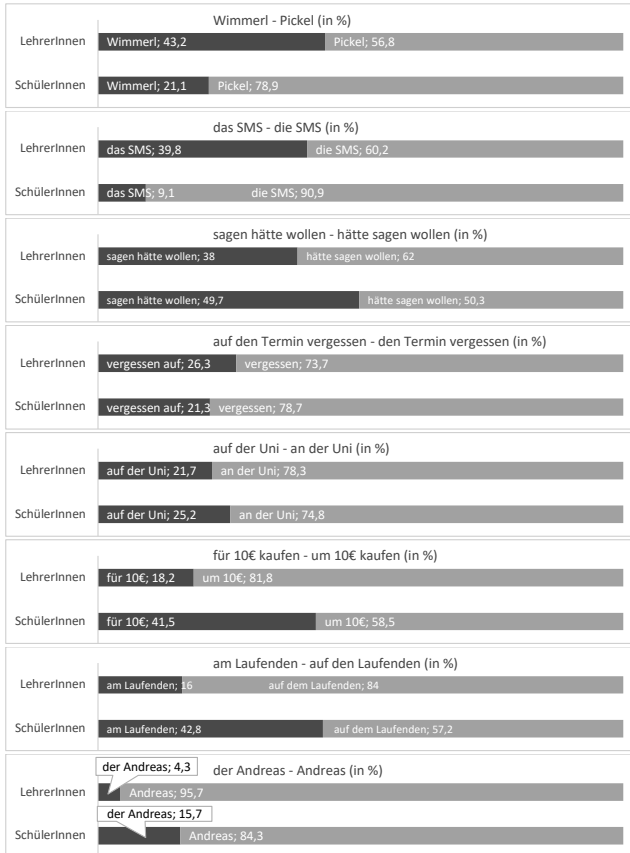 Wimmerl - Pickel (in %)
LehrerInnen Wimmerl; 43,2 Pickel; 56,8
SchülerInnen Wimmerl; 21,1 Pickel; 78,9
das SMS - die SMS (in %)
LehrerInnen das SMS; 39,8 die SMS; 60,2
SchülerInnen das SMS; 9,1 die SMS; 90,9
sagen hätte wollen - hätte sagen wollen (in %)
LehrerInnen sagen hätte wollen; 38 hätte sagen wollen; 62
SchülerInnen sagen hätte wollen; 49,7 hätte sagen wollen; 50,3
auf den Termin vergessen - den Termin vergessen (in %)
LehrerInnen vergessen auf; 26,3 vergessen; 73,7
SchülerInnen vergessen auf; 21,3 vergessen; 78,7
auf der Uni - an der Uni (in %)
LehrerInnen auf der Uni; 21,7 an der Uni; 78,3
SchülerInnen auf der Uni; 25,2 an der Uni; 74,8
für 10€ kaufen - um 10€ kaufen (in %)
LehrerInnen für 10€; 18,2 um 10€; 81,8
SchülerInnen für 10€; 41,5 um 10€; 58,5
am Laufenden - auf den Laufenden (in %)
LehrerInnen am Laufenden; 16 auf dem Laufenden; 84
SchülerInnen am Laufenden; 42,8 auf dem Laufenden; 57,2
der Andreas - Andreas (in %)
der Andreas; 4,3
LehrerInnen Andreas; 95,7
der Andreas; 15,7
SchülerInnen Andreas; 84,3